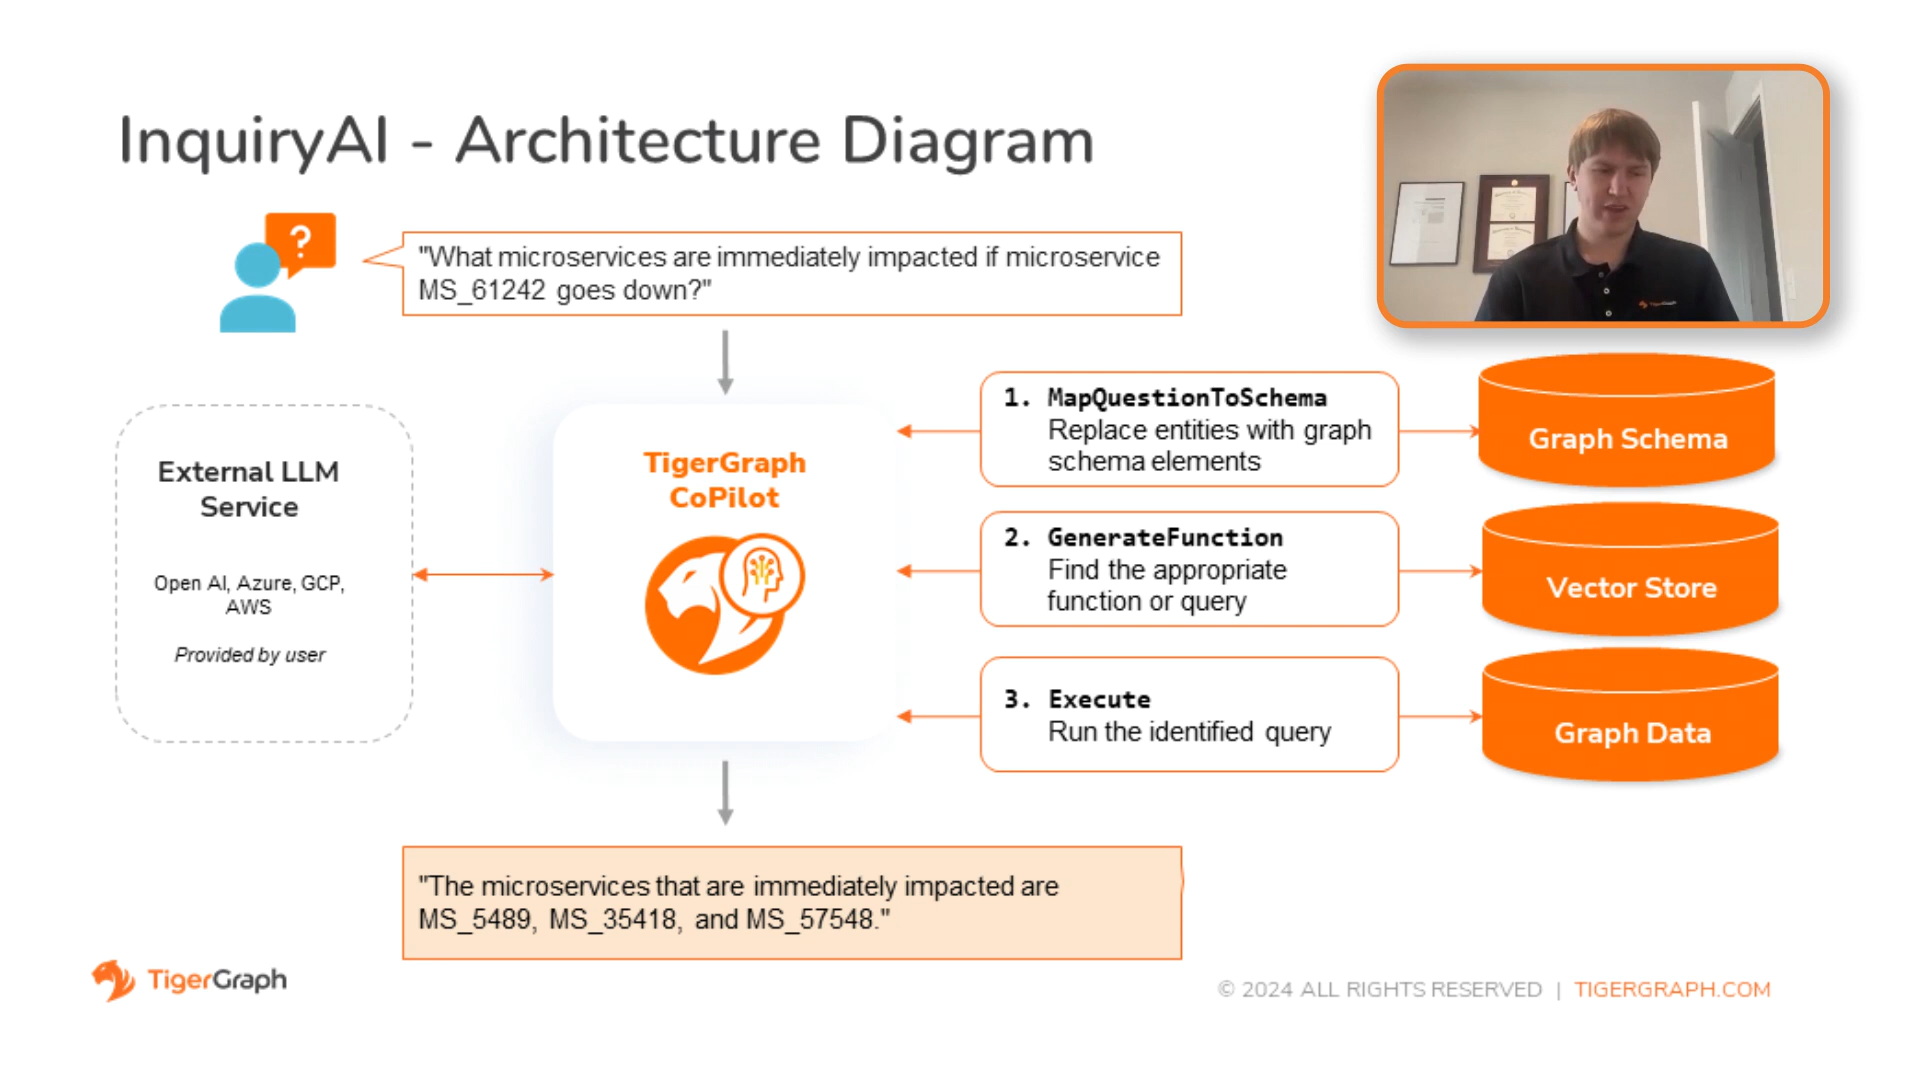 InquiryAI - Architecture Diagram
?
"What microservices are immediately impacted if microservice
MS_61242 goes down?"
External LLM
Service
Open AI, Azure, GCP,
AWS
Provided by user
TigerGraph
CoPilot
1. MapQuestionToSchema
Replace entities with graph
schema elements
Graph Schema
2. GenerateFunction
Find the appropriate
function or query
Vector Store
3. Execute
Run the identified query
Graph Data
"The microservices that are immediately impacted are
MS_5489, MS_35418, and MS_57548."
TigerGraph
© 2024 ALL RIGHTS RESERVED | TIGERGRAPH.COM